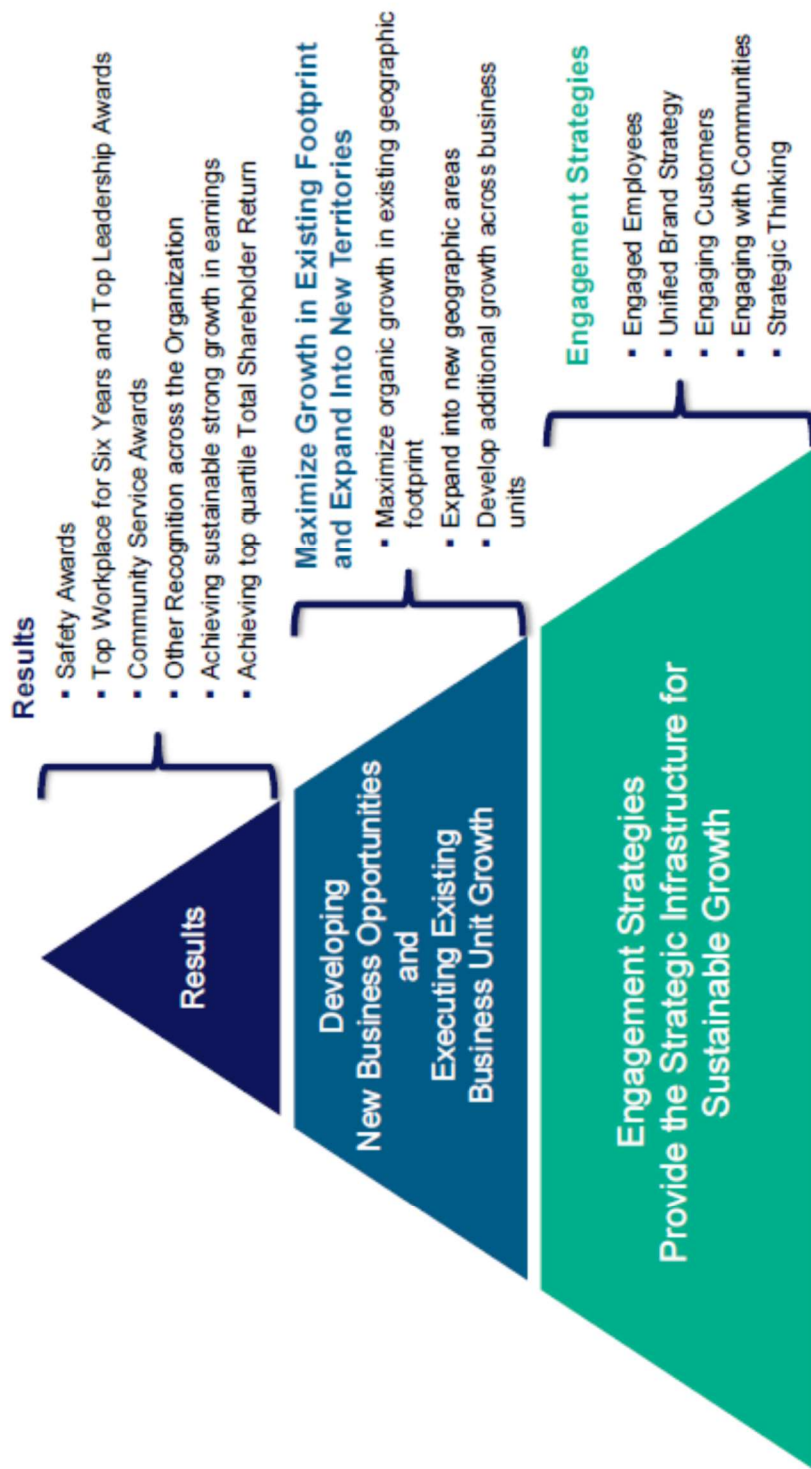 Results
Developing
New Business Opportunities
and
Executing Existing
Business Unit Growth
Engagement Strategies
Provide the Strategic Infrastructure for
Sustainable Growth
Results
▪ Safety Awards
▪ Top Workplace for Six Years and Top Leadership Awards
▪ Community Service Awards
▪ Other Recognition across the Organization
▪ Achieving sustainable strong growth in earnings
▪ Achieving top quartile Total Shareholder Return
Maximize Growth in Existing Footprint
and Expand Into New Territories
▪ Maximize organic growth in existing geographic
footprint
▪ Expand into new geographic areas
▪ Develop additional growth across business
units
Engagement Strategies
▪ Engaged Employees
▪ Unified Brand Strategy
▪ Engaging Customers
▪ Engaging with Communities
▪ Strategic Thinking